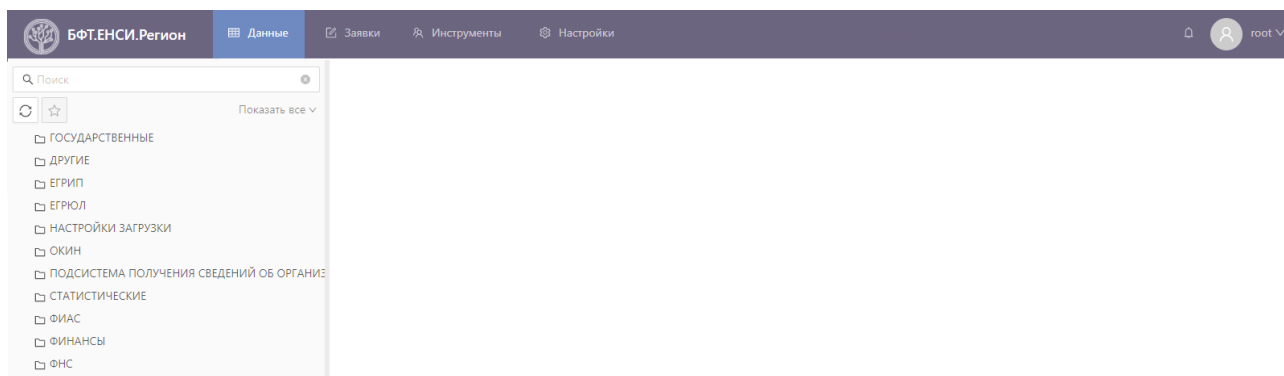 БФТ.ЕНСИ.Регион Данные Заявки Инструменты Настройки root
Поиск
Показать все
ГОСУДАРСТВЕННЫЕ
ДРУГИЕ
ЕГРИП
ЕГРЮЛ
НАСТРОЙКИ ЗАГРУЗКИ
ОКИН
ПОДСИСТЕМА ПОЛУЧЕНИЯ СВЕДЕНИЙ ОБ ОРГАНИЗ
СТАТИСТИЧЕСКИЕ
ФИАС
ФИНАНСЫ
ФНС